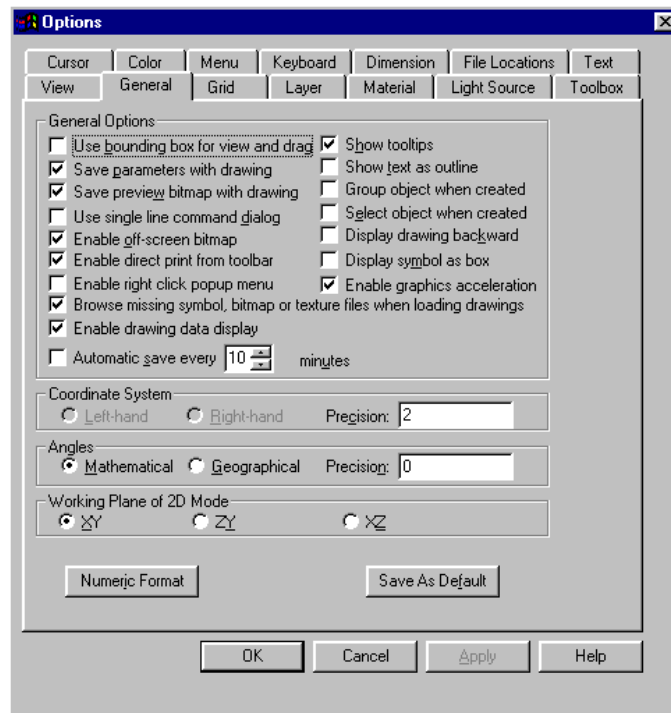 Options
Cursor Color Menu Keyboard Dimension File Locations Text
View General Grid Layer Material Light Source Toolbox
General Options
Use bounding box for view and drag
Save parameters with drawing
Save preview bitmap with drawing
Use single line command dialog
Enable off-screen bitmap
Enable direct print from toolbar
Enable right click popup menu
Show tooltips
Show text as outline
Group object when created
Select object when created
Display drawing backward
Display symbol as box
Enable graphics acceleration
Browse missing symbol, bitmap or texture files when loading drawings
Enable drawing data display
Automatic save every 10 minutes
Coordinate System
Left-hand Right-hand Precision: 2
Angles
Mathematical Geographical Precision: 0
Working Plane of 2D Mode
XY ZY XZ
Numeric Format Save As Default
OK Cancel Apply Help